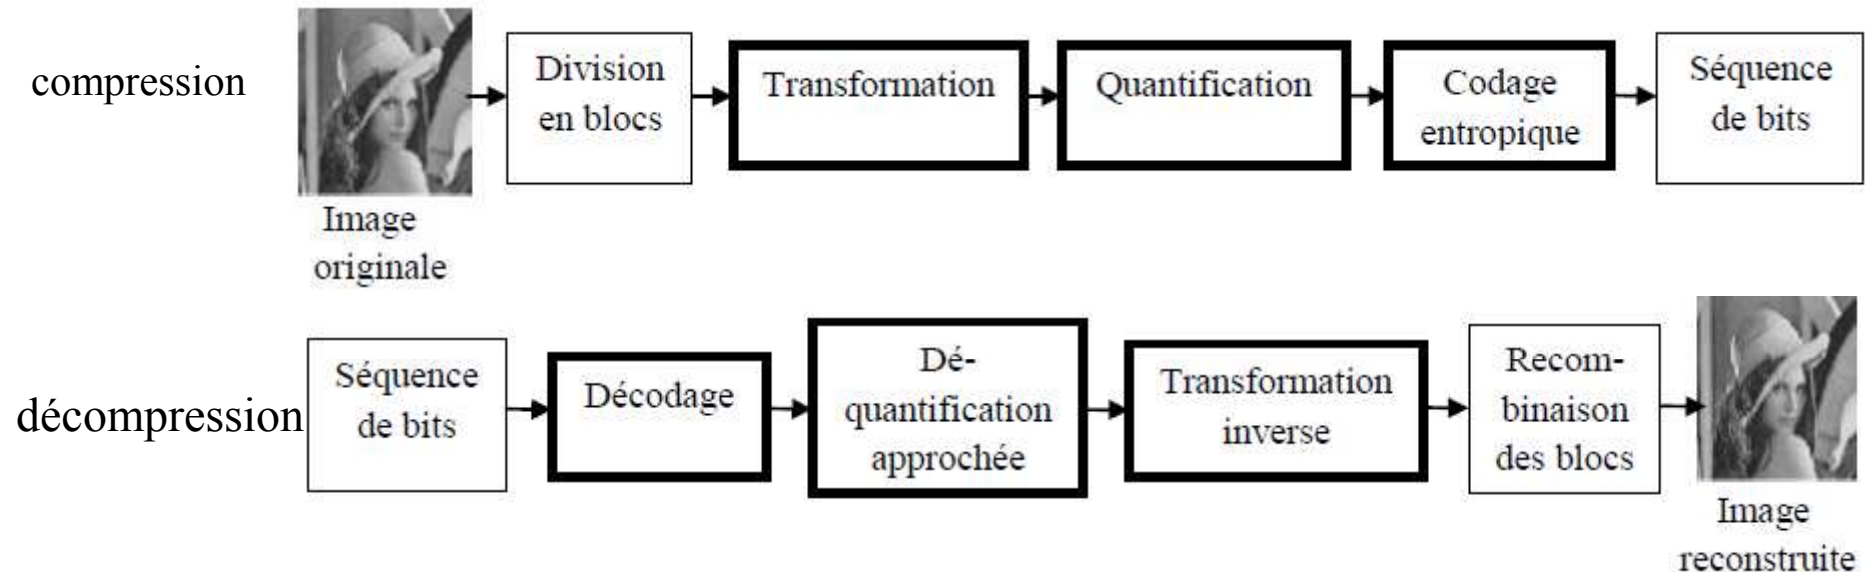 compression
Division
en blocs
Transformation
Quantification
Codage
entropique
Séquence
de bits
Image
originale
décompression
Séquence
de bits
Décodage
Dé-
quantification
approchée
Transformation
inverse
Recom-
binaison
des blocs
Image
reconstruite